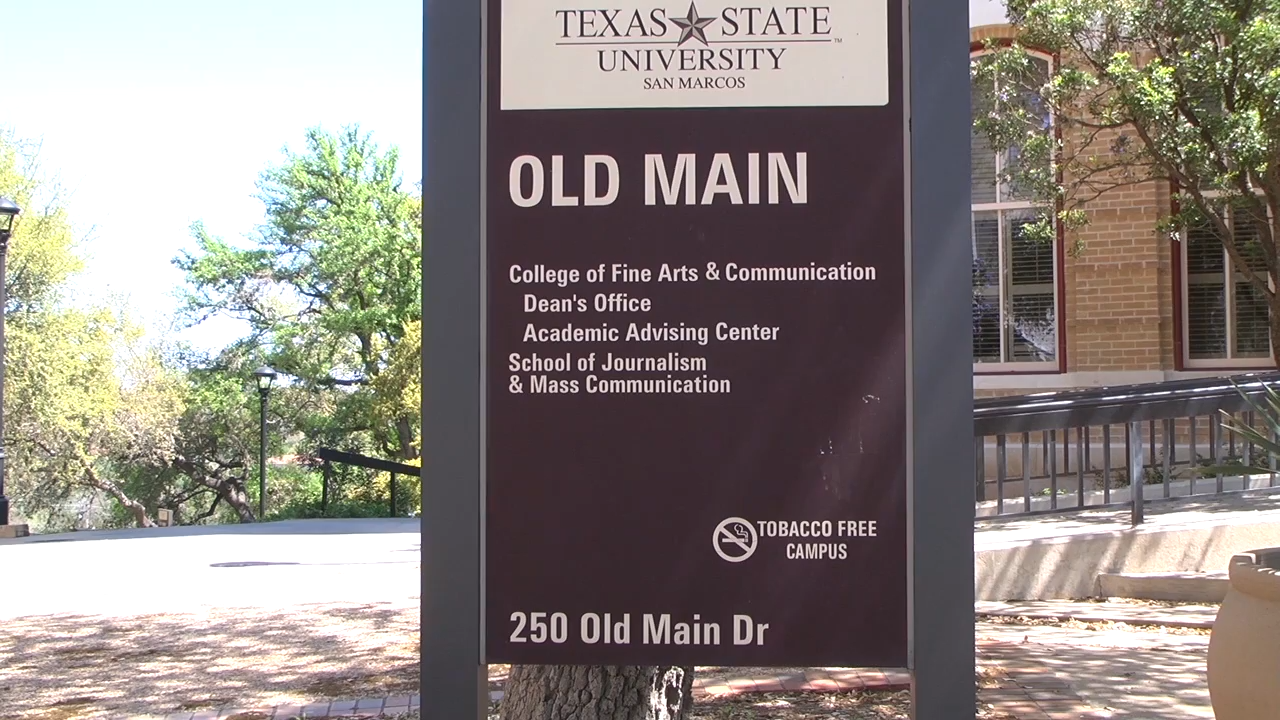 TEXAS STATE
UNIVERSITY
SAN MARCOS
OLD MAIN
College of Fine Arts & Communication
Dean's Office
Academic Advising Center
School of Journalism
& Mass Communication
TOBACCO FREE
CAMPUS
250 Old Main Dr